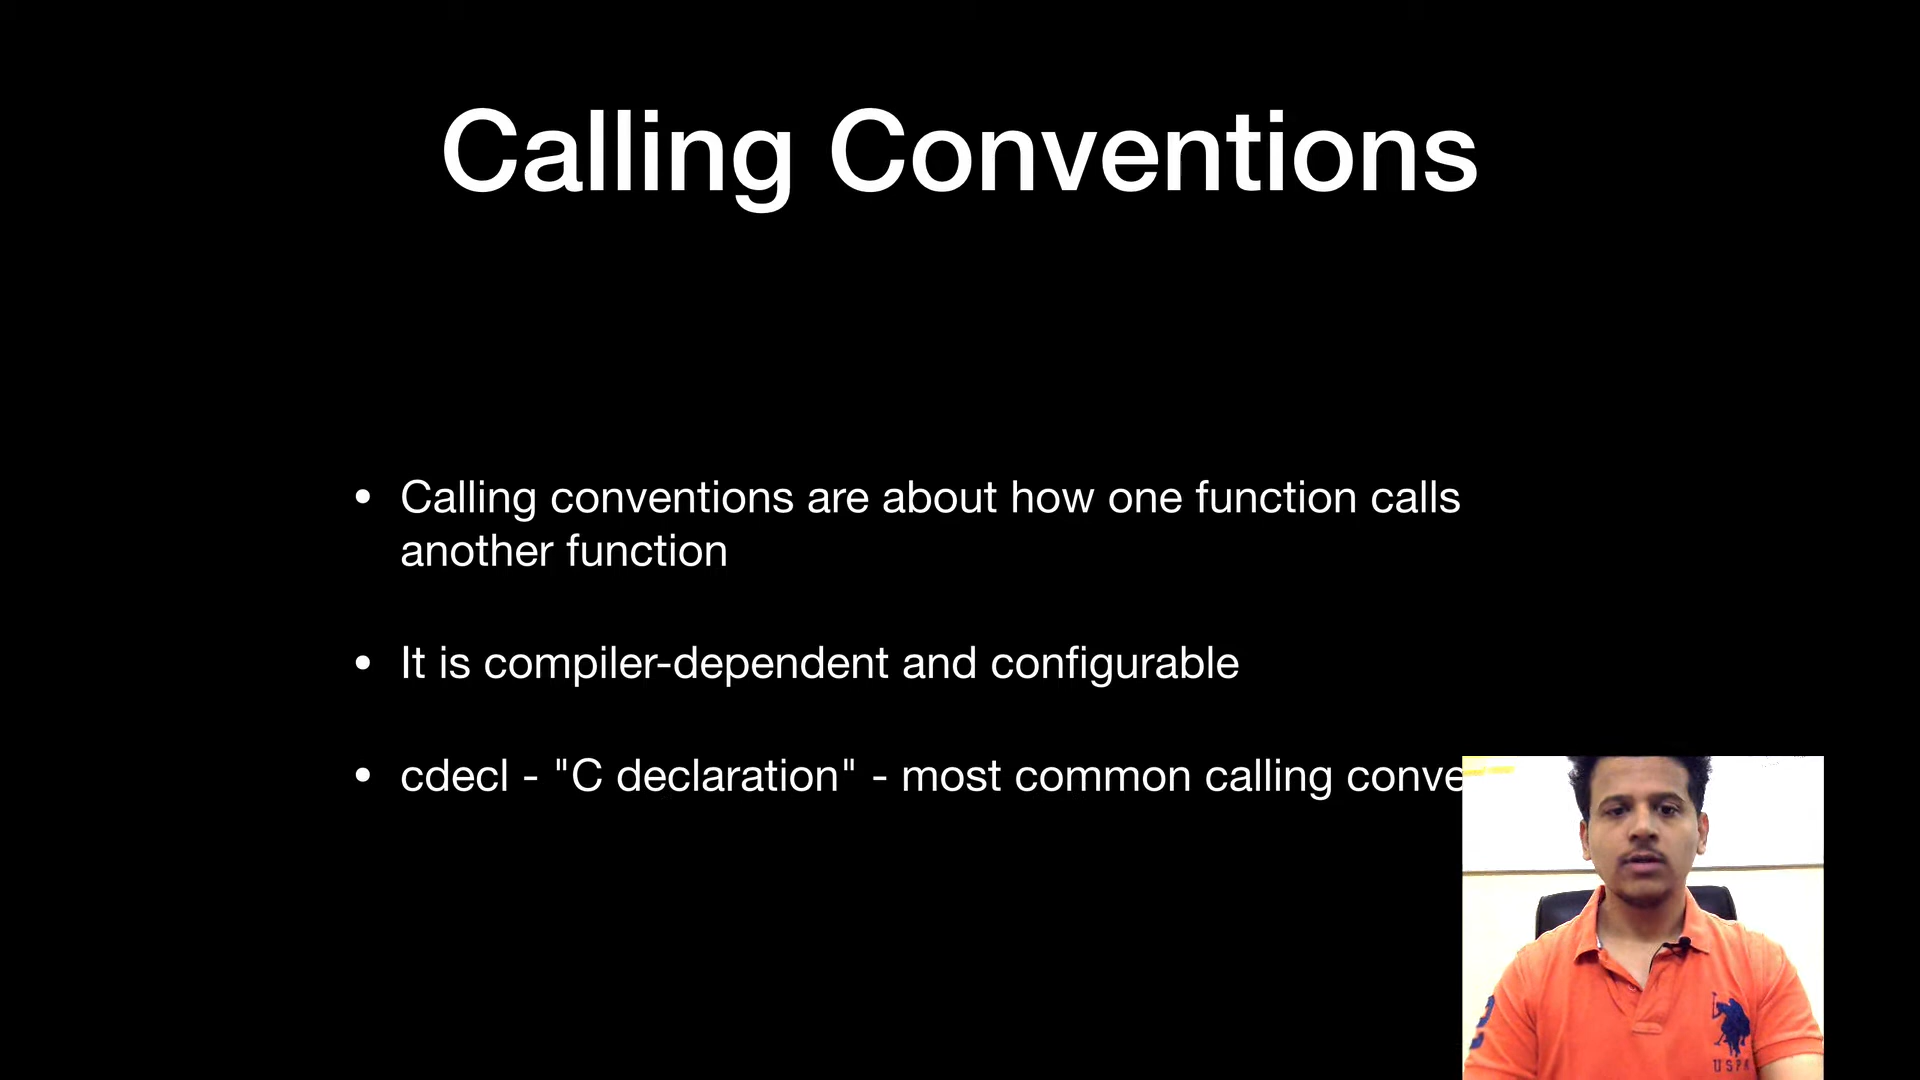 Calling Conventions
• Calling conventions are about how one function calls
another function
• It is compiler-dependent and configurable
• cdecl - "C declaration" - most common calling conve